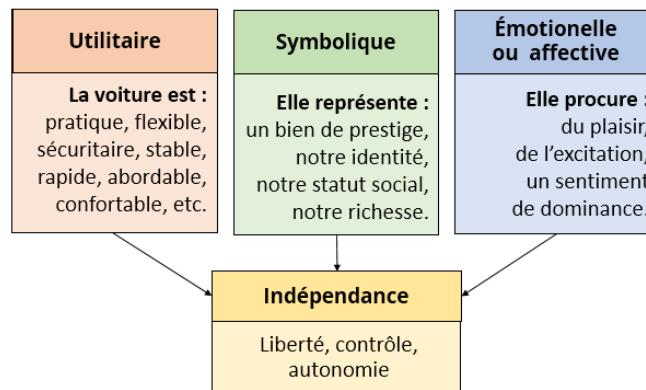 Utilitaire
La voiture est :
pratique, flexible,
sécuritaire, stable,
rapide, abordable,
confortable, etc.
Symbolique
Elle représente :
un bien de prestige,
notre identité,
notre statut social,
notre richesse.
Émotionelle
ou affective
Elle procure :
du plaisir,
de l’excitation,
un sentiment
de dominance.
Indépendance
Liberté, contrôle,
autonomie